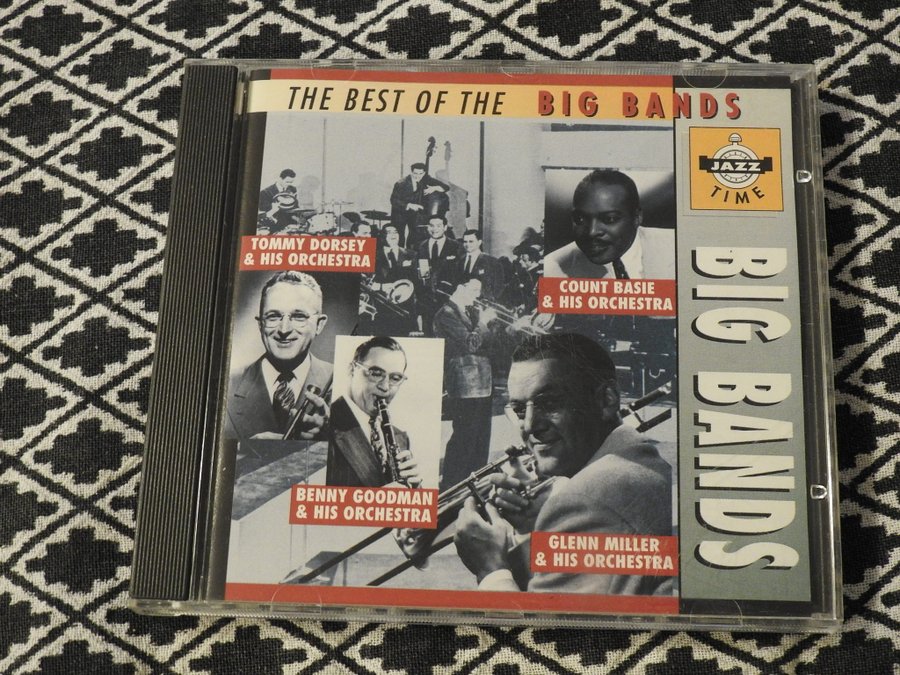 THE BEST OF THE BIG BANDS
JAZZ
TIME
TOMMY DORSEY
& HIS ORCHESTRA
COUNT BASIE
& HIS ORCHESTRA
BIG BANDS
BENNY GOODMAN
& HIS ORCHESTRA
GLENN MILLER
& HIS ORCHESTRA